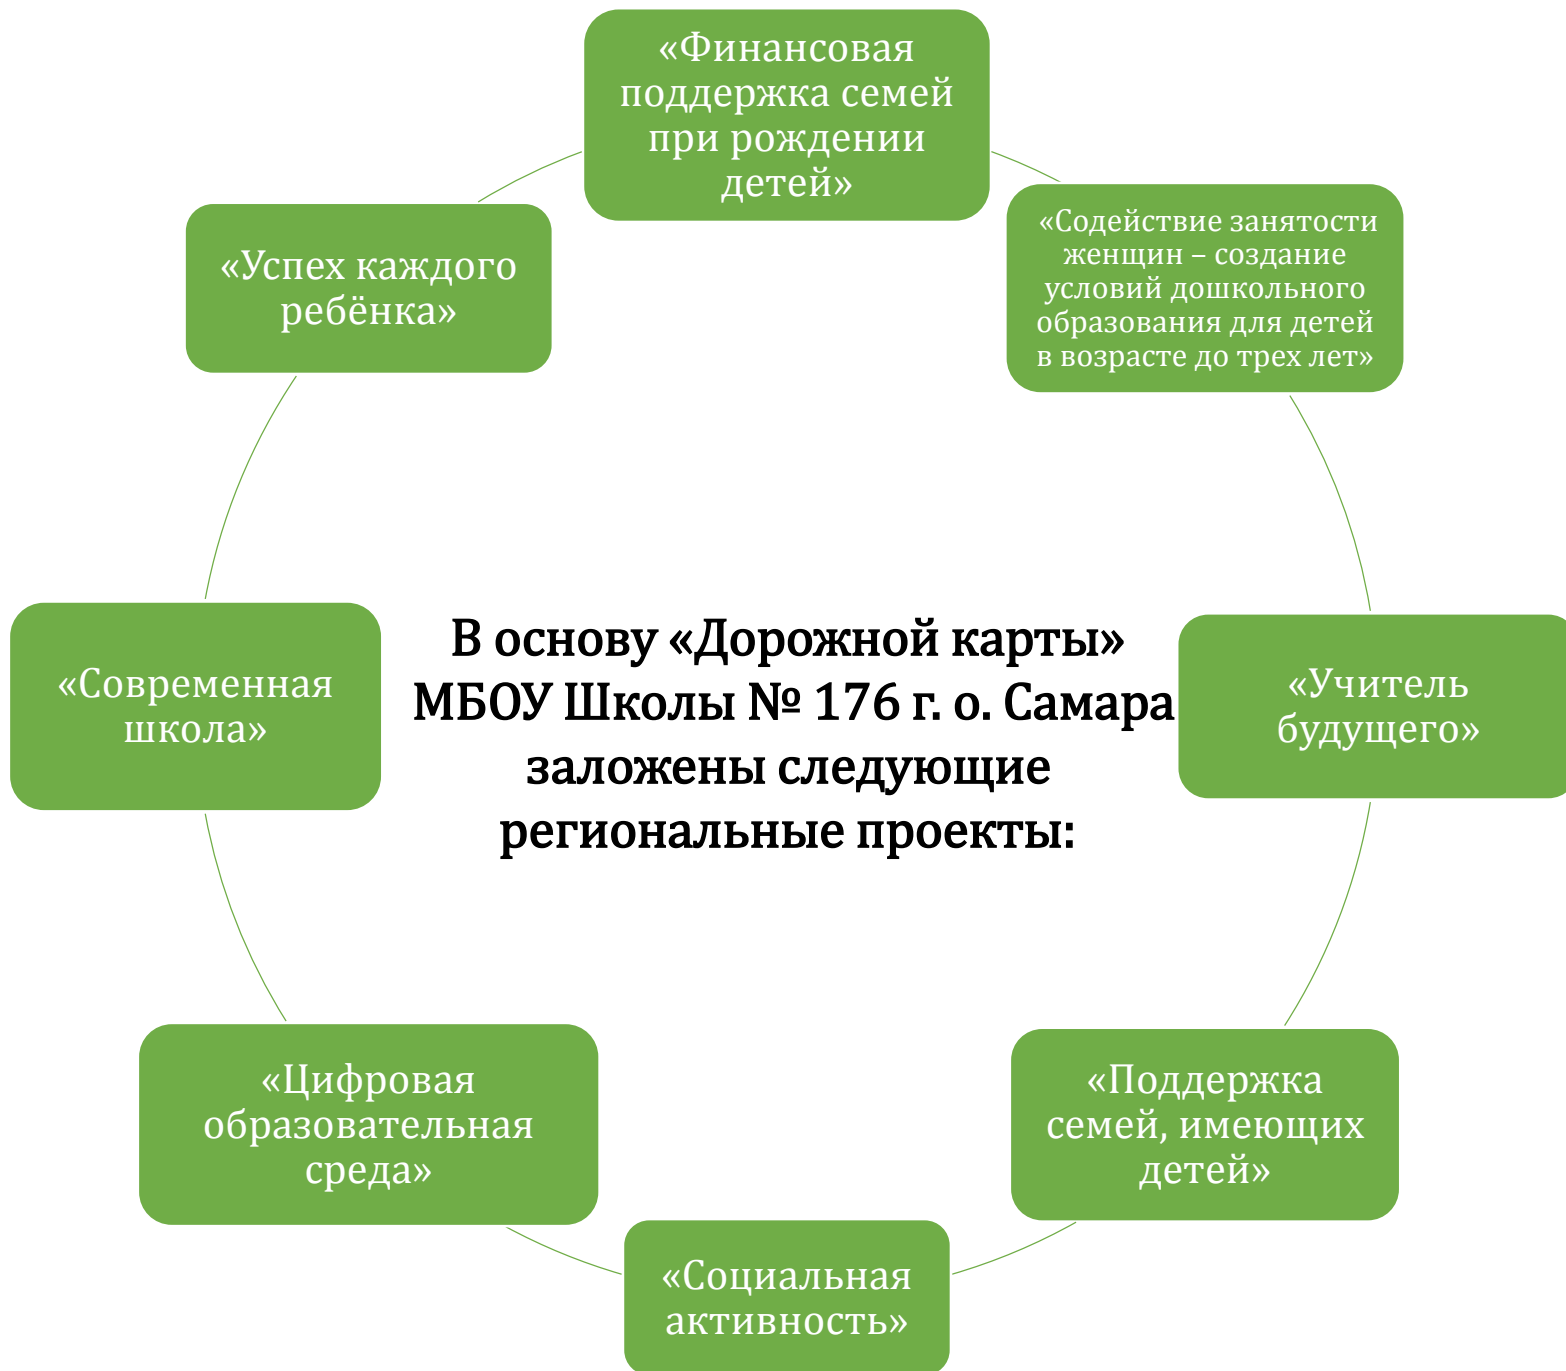 «Финансовая
поддержка семей
при рождении
детей»
«Содействие занятости
женщин – создание
условий дошкольного
образования для детей
в возрасте до трех лет»
«Учитель
будущего»
«Поддержка
семей, имеющих
детей»
«Социальная
активность»
«Цифровая
образовательная
среда»
«Современная
школа»
«Успех каждого
ребёнка»
В основу «Дорожной карты»
МБОУ Школы № 176 г. о. Самара
заложены следующие
региональные проекты: